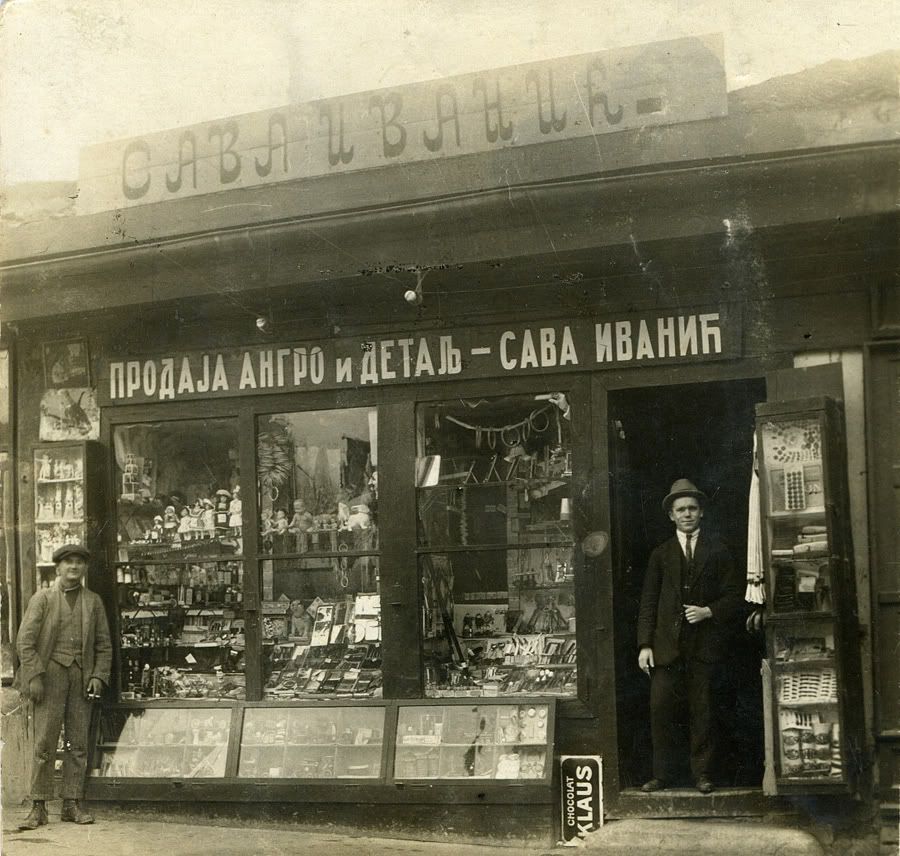 САВА ИВАНИЋ
ПРОДАЈА АНГРО и ДЕТАЉ – САВА ИВАНИЋ
CHOCOLAT
KLAUS